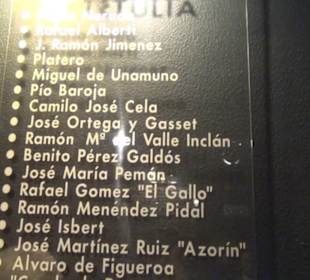 TERTULIA
• Neruda
• Rafael Alberti
• J. Ramón Jimenez
• Platero
• Miguel de Unamuno
• Pío Baroja
• Camilo José Cela
• José Ortega y Gasset
• Ramón Mª del Valle Inclán
• Benito Pérez Galdós
• José María Pemán
• Rafael Gomez "El Gallo"
• Ramón Menéndez Pidal
• José Isbert
• José Martínez Ruiz "Azorín"
• Alvaro de Figueroa